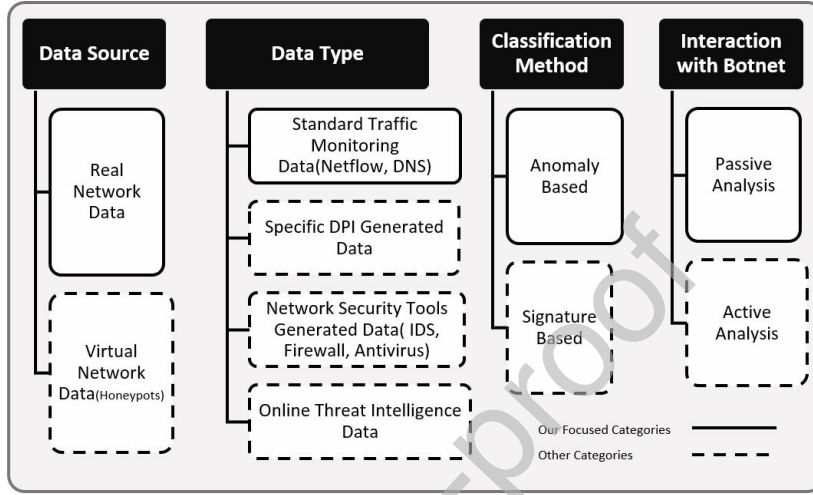 Data Source
Real
Network
Data
Virtual
Network
Data(Honeypots)
Data Type
Standard Traffic
Monitoring
Data(Netflow, DNS)
Specific DPI Generated
Data
Network Security Tools
Generated Data( IDS,
Firewall, Antivirus)
Online Threat Intelligence
Data
Classification
Method
Anomaly
Based
Signature
Based
Interaction
with Botnet
Passive
Analysis
Active
Analysis
Our Focused Categories
Other Categories